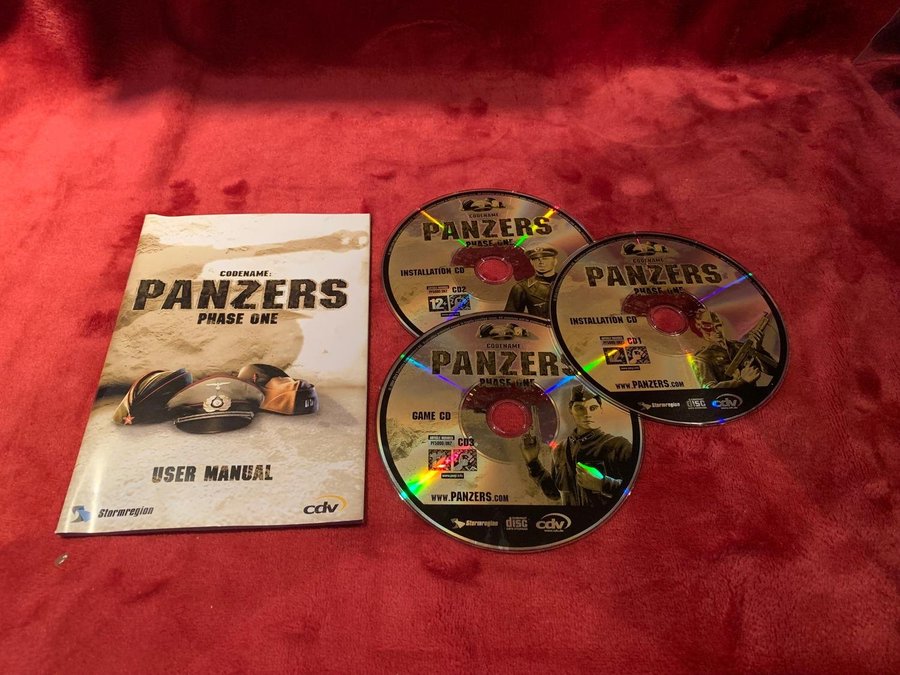 CODENAME:
PANZERS
PHASE ONE
USER MANUAL
Stormregion
cdv
CODENAME:
PANZERS
PHASE ONE
INSTALLATION CD
CD2
12
CODENAME:
PANZERS
PHASE ONE
INSTALLATION CD
CD1
WWW.PANZERS.COM
Stormregion
disc
cdv
CODENAME:
PANZERS
PHASE ONE
GAME CD
CD3
WWW.PANZERS.COM
Stormregion
disc
cdv